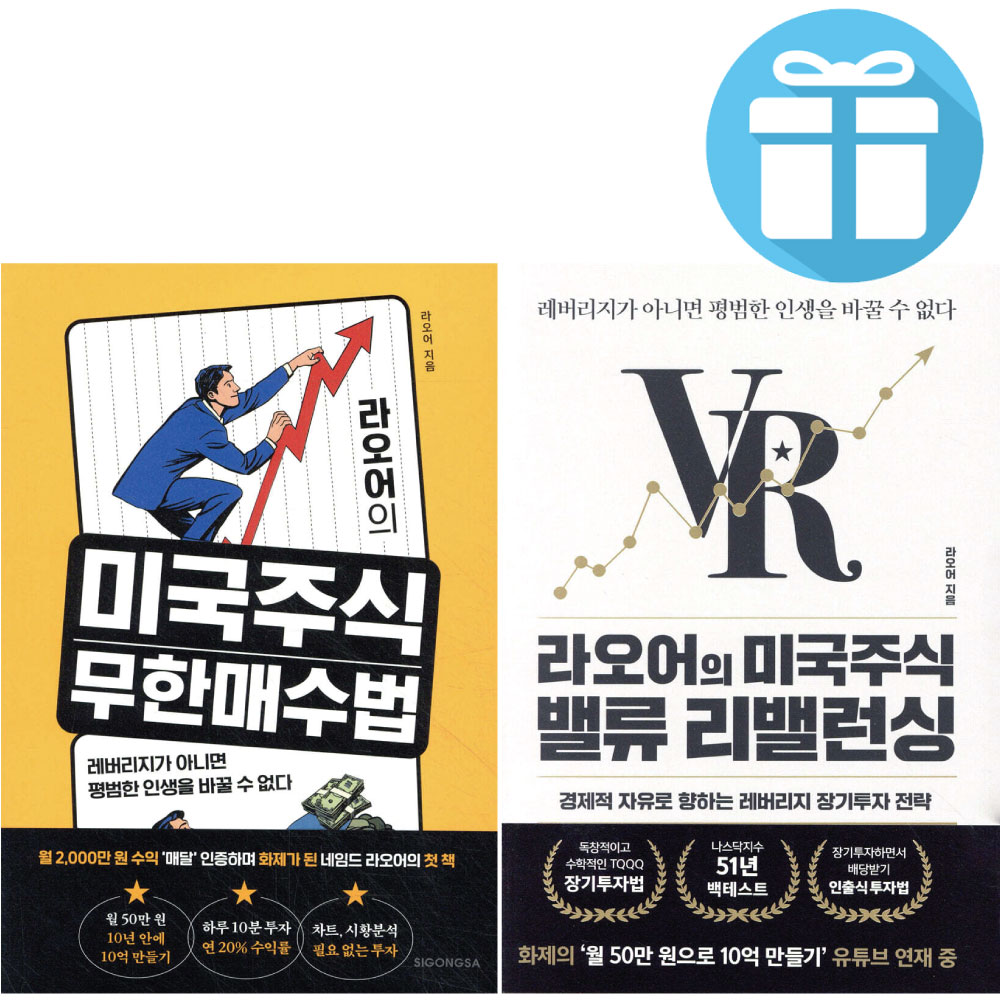 라오어 지음
라오어의
미국주식
무한매수법
레버리지가 아니면
평범한 인생을 바꿀 수 없다
월 2,000만 원 수익 '매달' 인증하며 화제가 된 네임드 라오어의 첫 책
월 50만 원
10년 안에
10억 만들기
하루 10분 투자
연 20% 수익률
차트, 시황분석
필요 없는 투자
SIGONGSA
레버리지가 아니면 평범한 인생을 바꿀 수 없다
VR
라오어 지음
라오어의 미국주식
밸류 리밸런싱
경제적 자유로 향하는 레버리지 장기투자 전략
독창적이고
수학적인 TQQQ
장기투자법
나스닥지수
51년
백테스트
장기투자하면서
배당받기
인출식 투자법
화제의 '월 50만 원으로 10억 만들기' 유튜브 연재 중